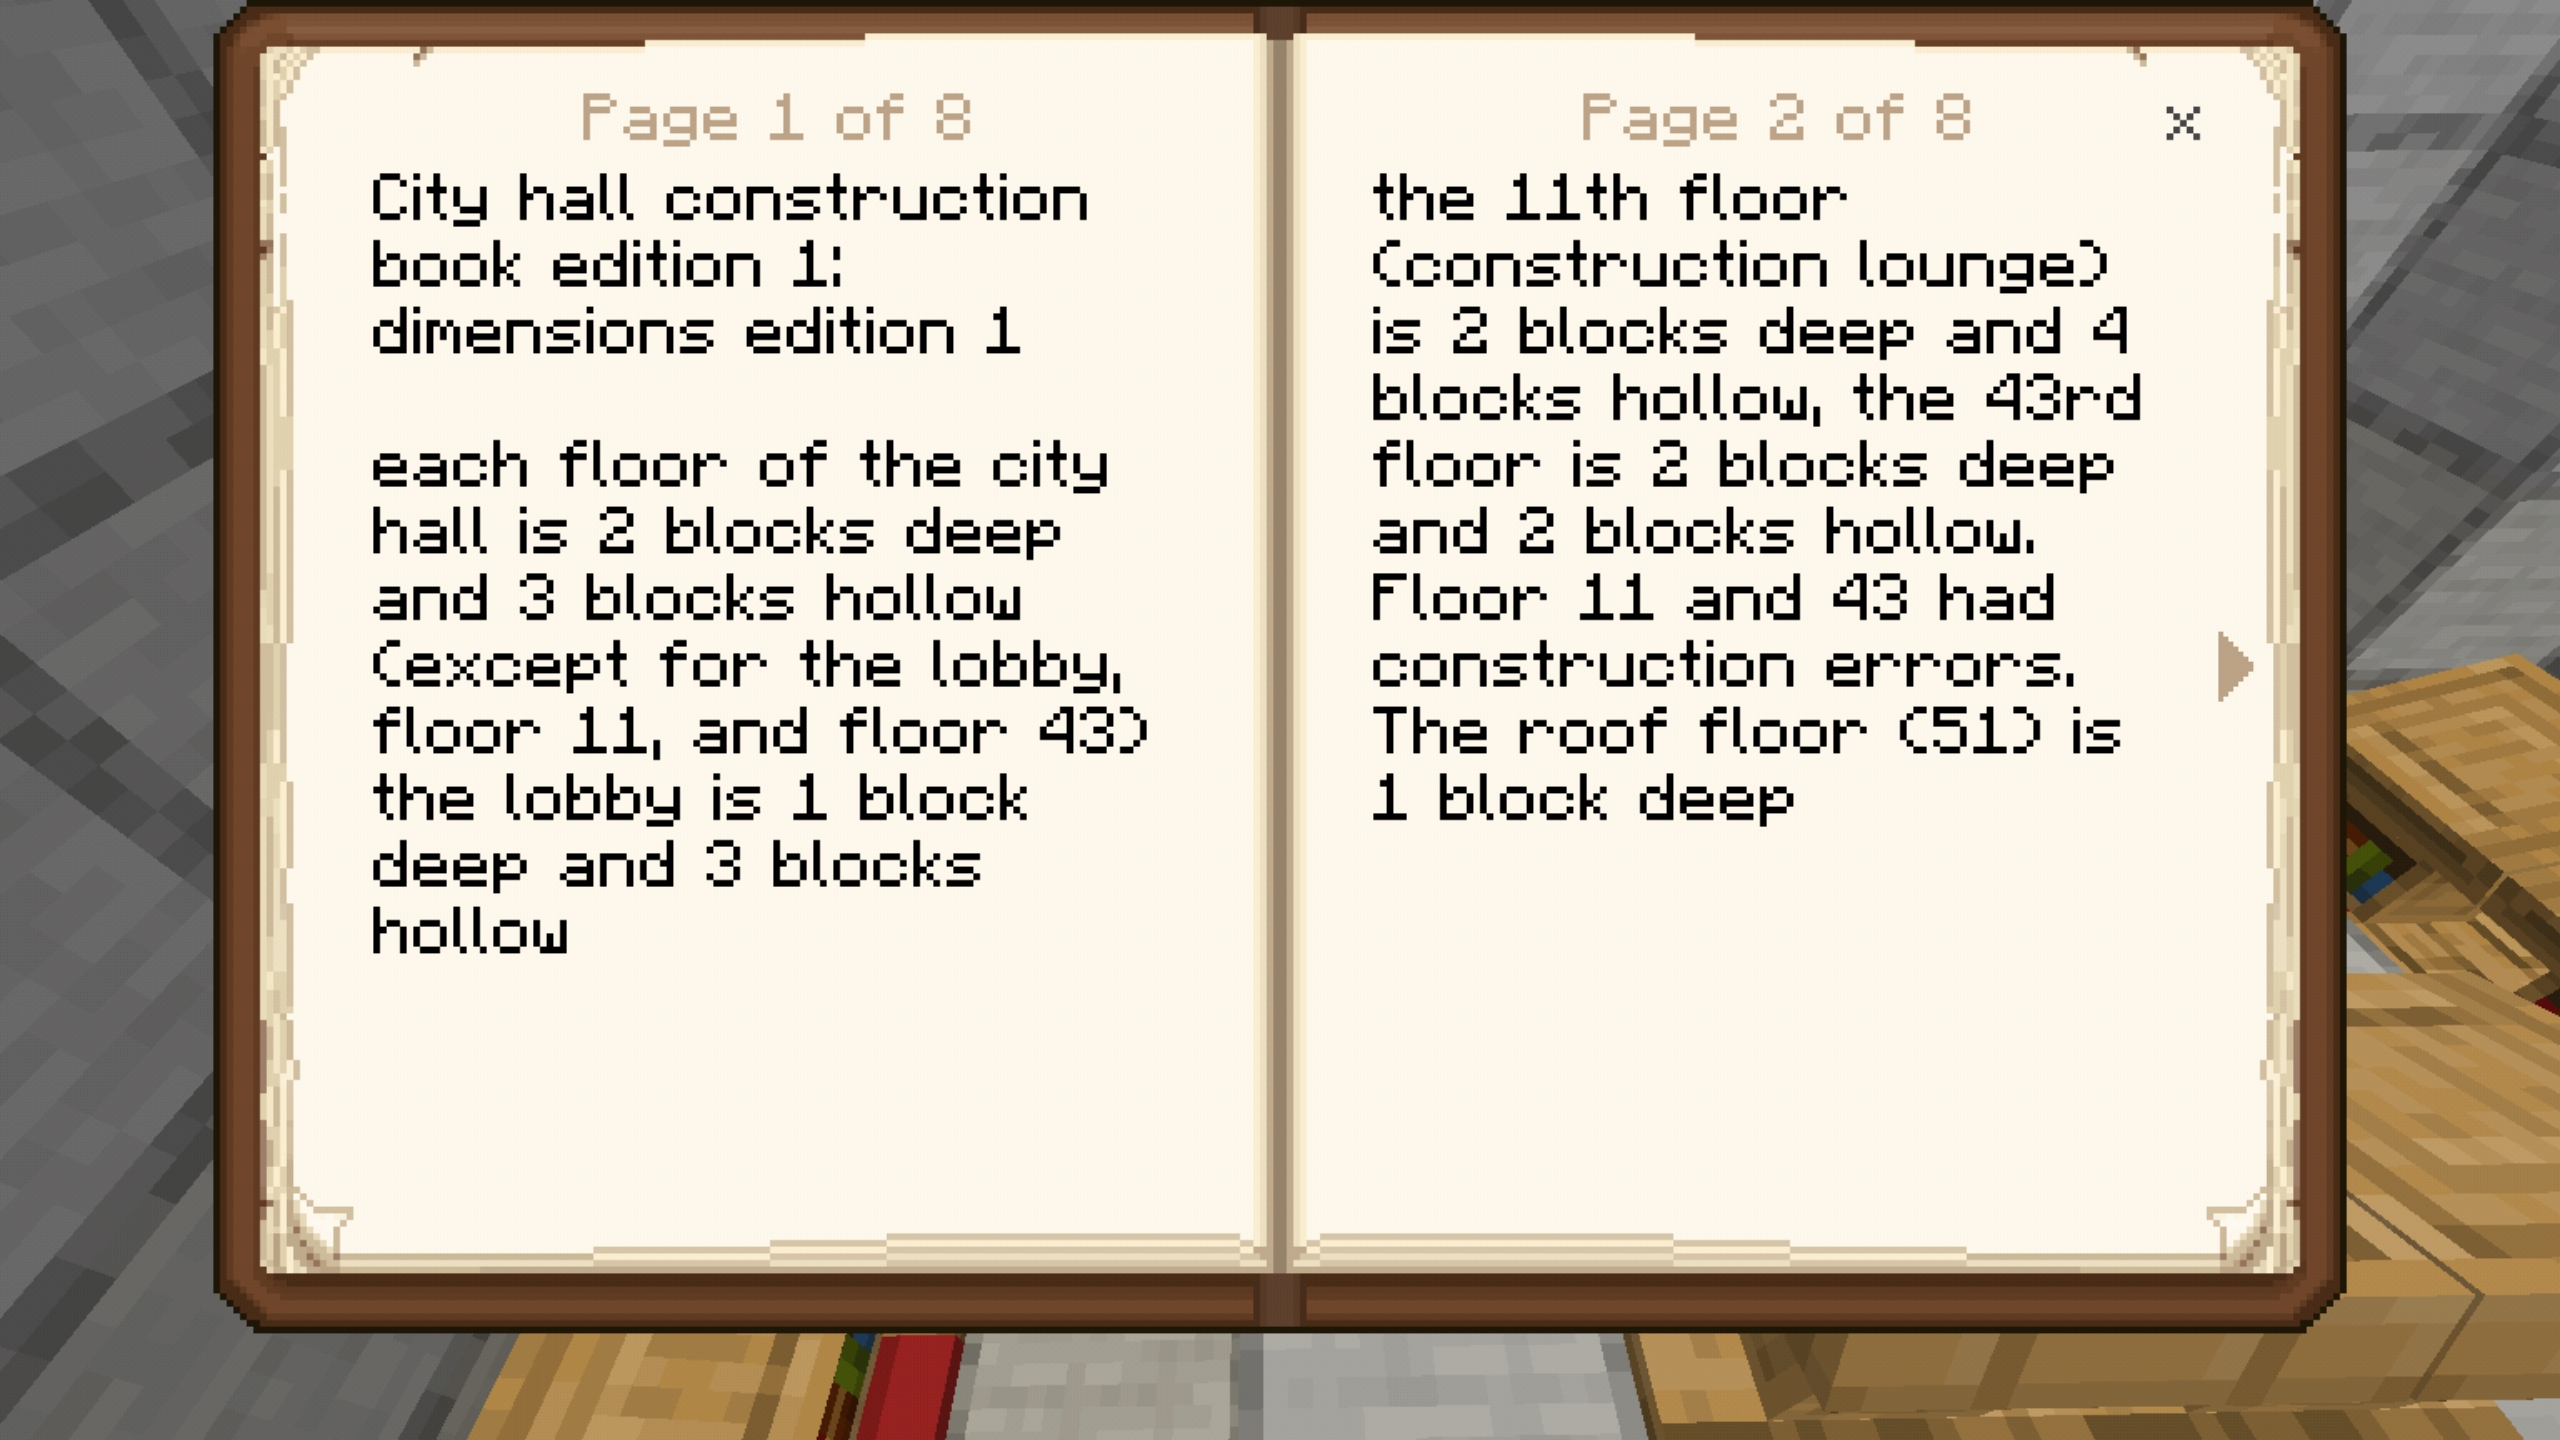 Page 1 of 8
City hall construction
book edition 1:
dimensions edition 1
each floor of the city
hall is 2 blocks deep
and 3 blocks hollow
(except for the lobby,
floor 11, and floor 43)
the lobby is 1 block
deep and 3 blocks
hollow
Page 2 of 8
x
the 11th floor
(construction lounge)
is 2 blocks deep and 4
blocks hollow, the 43rd
floor is 2 blocks deep
and 2 blocks hollow.
Floor 11 and 43 had
construction errors.
The roof floor (51) is
1 block deep